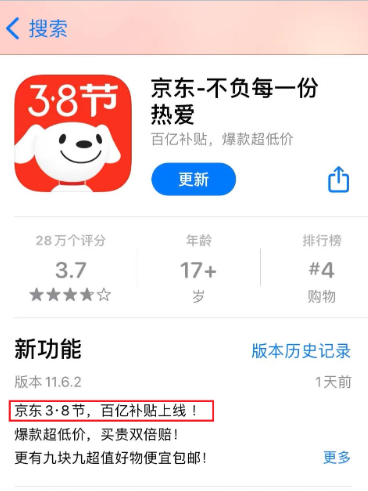 搜索
3.8节
京东-不负每一份
热爱
百亿补贴，爆款超低价
更新
28万个评分
年龄
排行榜
3.7
17+
#4
岁
购物
新功能
版本历史记录
版本 11.6.2
1天前
京东3·8节，百亿补贴上线！
爆款超低价，买贵双倍赔！
更有九块九超值好物便宜包邮！
更多